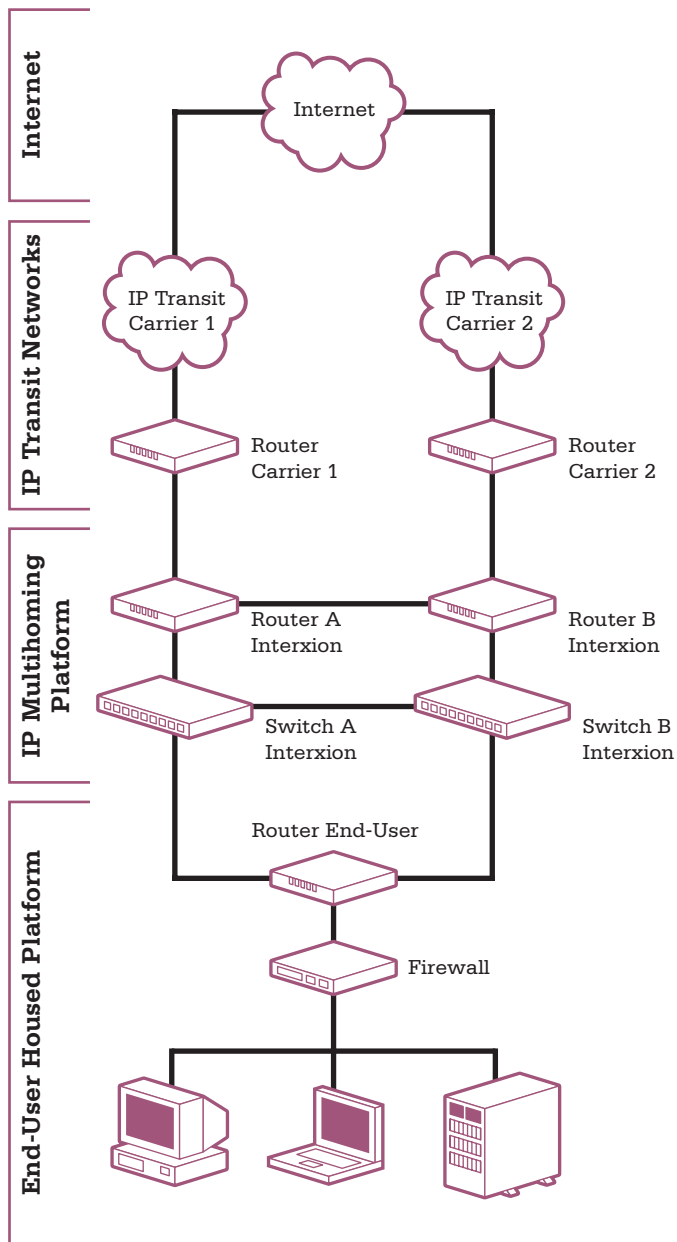 Internet
Internet
IP Transit Networks
IP Transit
Carrier 1
IP Transit
Carrier 2
Router
Carrier 1
Router
Carrier 2
IP Multihoming
Platform
Router A
Interxion
Router B
Interxion
Switch A
Interxion
Switch B
Interxion
End-User Housed Platform
Router End-User
Firewall